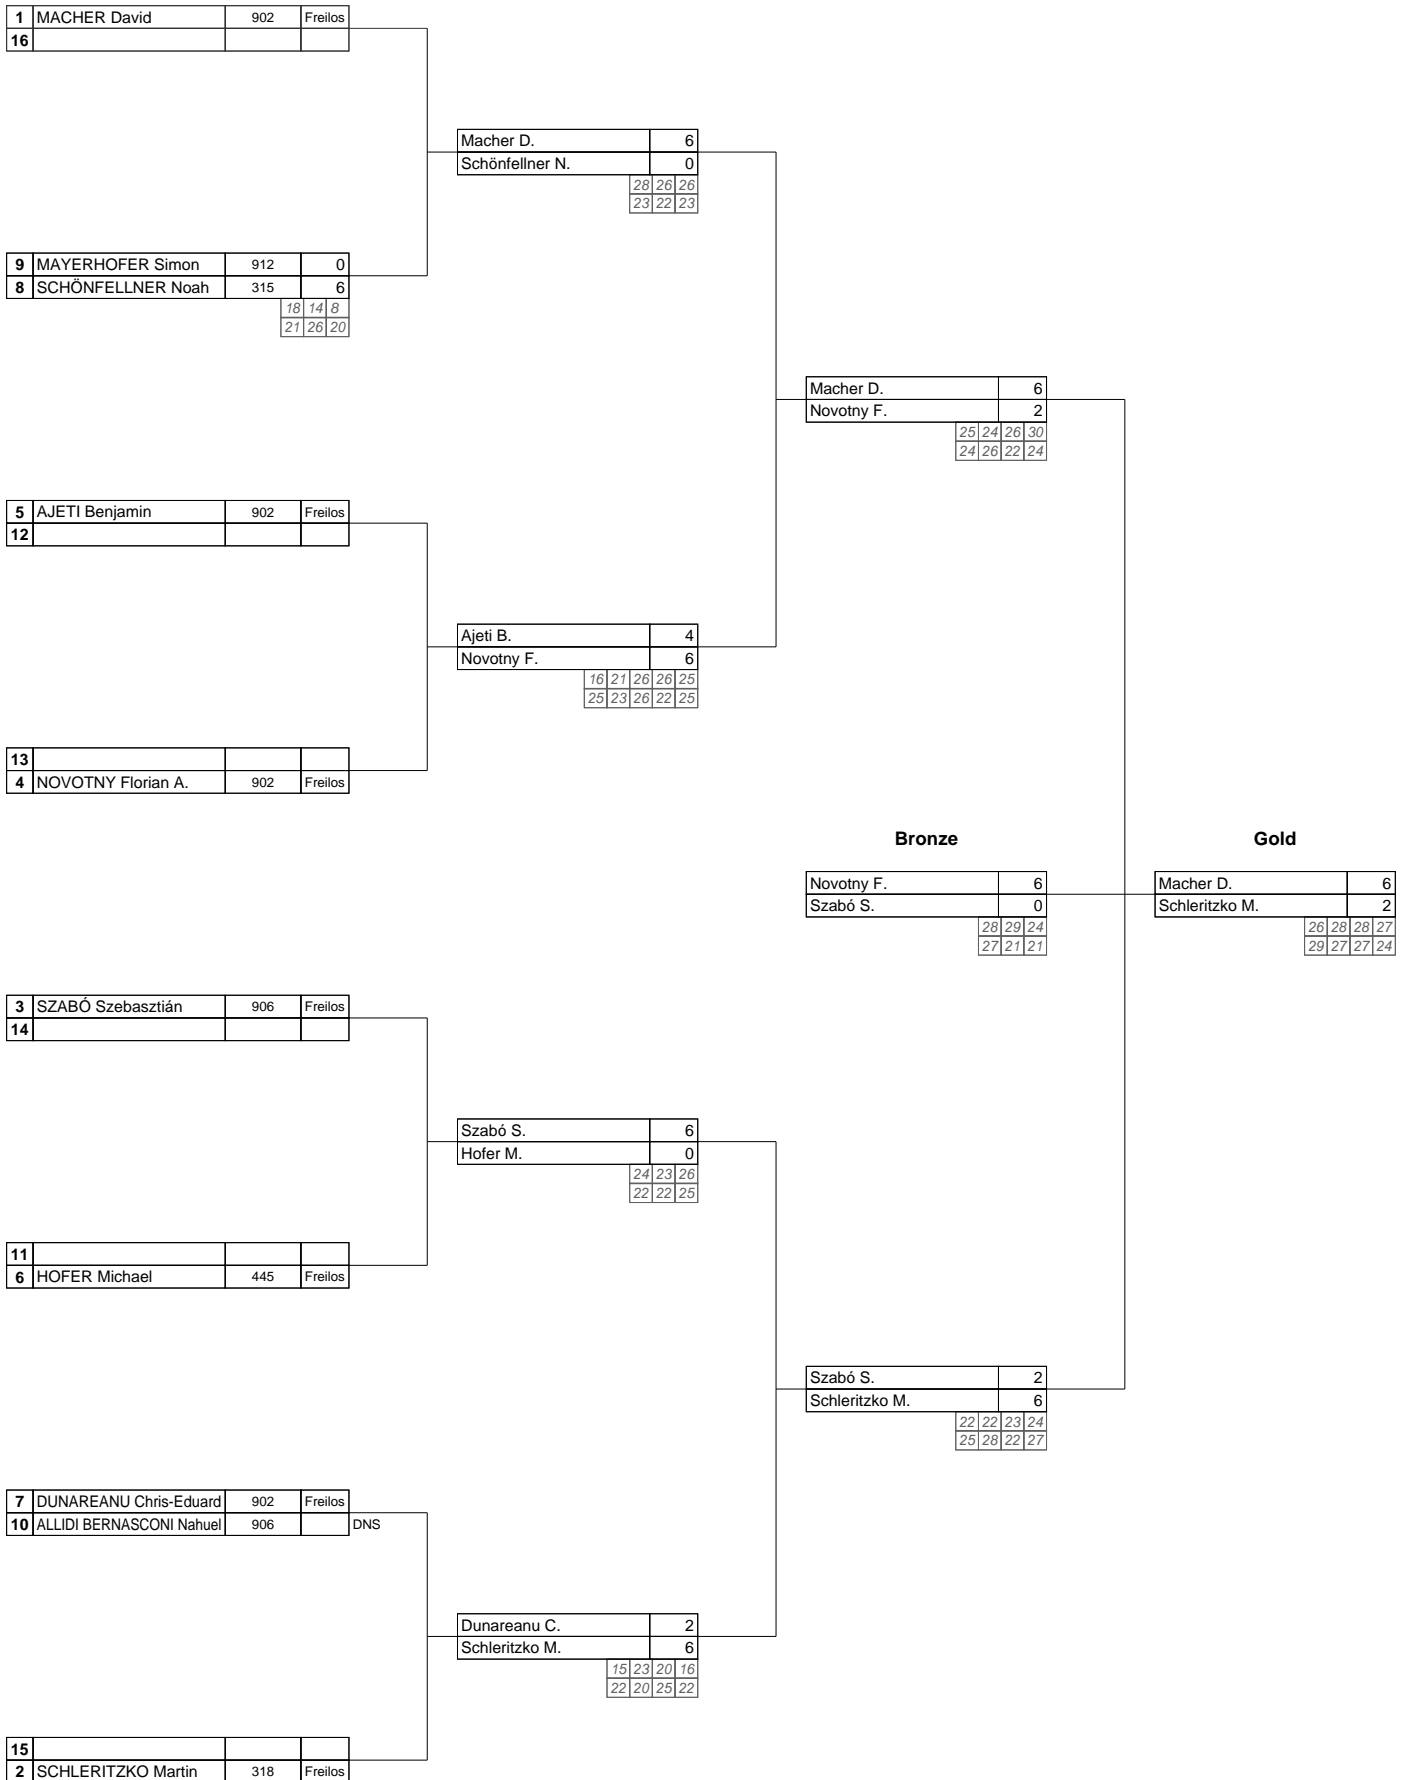 1 MACHER David 902 Freilos
16
Macher D. 6
Schönfellner N. 0
28 26 26
23 22 23
9 MAYERHOFER Simon 912 0
8 SCHÖNFELLNER Noah 315 6
18 14 8
21 26 20
Macher D. 6
Novotny F. 2
25 24 26 30
24 26 22 24
5 AJETI Benjamin 902 Freilos
12
Ajeti B. 4
Novotny F. 6
16 21 26 26 25
25 23 26 22 25
13
4 NOVOTNY Florian A. 902 Freilos
Bronze Gold
Novotny F. 6 Macher D. 6
Szabó S. 0 Schleritzko M. 2
28 29 24 26 28 28 27
27 21 21 29 27 27 24
3 SZABÓ Szebasztián 906 Freilos
14
Szabó S. 6
Hofer M. 0
24 23 26
22 22 25
11
6 HOFER Michael 445 Freilos
Szabó S. 2
Schleritzko M. 6
22 22 23 24
25 28 22 27
7 DUNAREANU Chris-Eduard 902 Freilos
10 ALLIDI BERNASCONI Nahuel 906 DNS
Dunareanu C. 2
Schleritzko M. 6
15 23 20 16
22 20 25 22
15
2 SCHLERITZKO Martin 318 Freilos